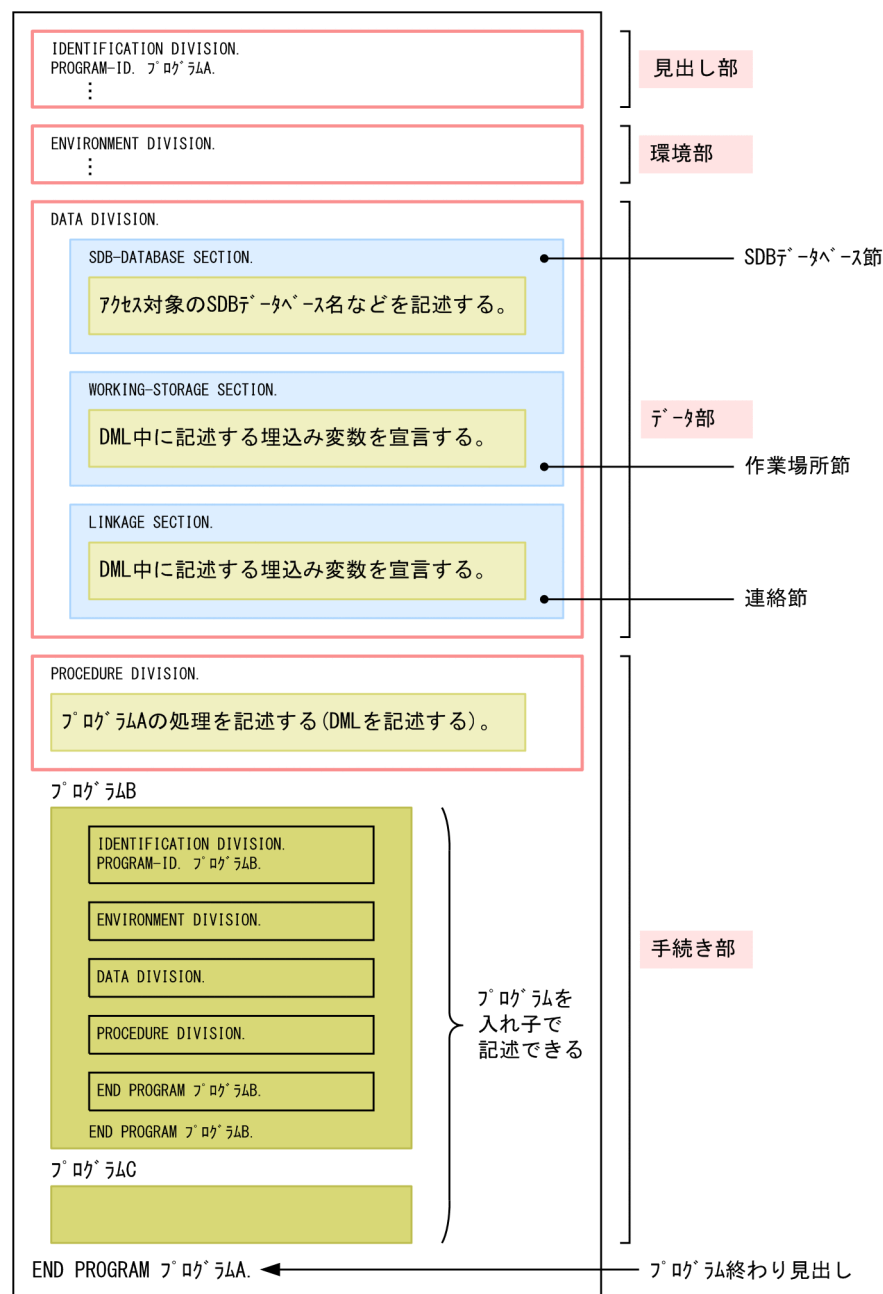 IDENTIFICATION DIVISION.
PROGRAM-ID. プログラムA.
⋮
見出し部
ENVIRONMENT DIVISION.
⋮
環境部
DATA DIVISION.
SDB-DATABASE SECTION.
SDBデータベース節
アクセス対象のSDBデータベース名などを記述する。
WORKING-STORAGE SECTION.
DML中に記述する埋込み変数を宣言する。
データ部
作業場所節
LINKAGE SECTION.
DML中に記述する埋込み変数を宣言する。
連絡節
PROCEDURE DIVISION.
プログラムAの処理を記述する(DMLを記述する)。
プログラムB
IDENTIFICATION DIVISION.
PROGRAM-ID. プログラムB.
ENVIRONMENT DIVISION.
DATA DIVISION.
PROCEDURE DIVISION.
END PROGRAM プログラムB.
END PROGRAM プログラムB.
プログラムを
入れ子で
記述できる
手続き部
プログラムC
END PROGRAM プログラムA.
プログラム終わり見出し